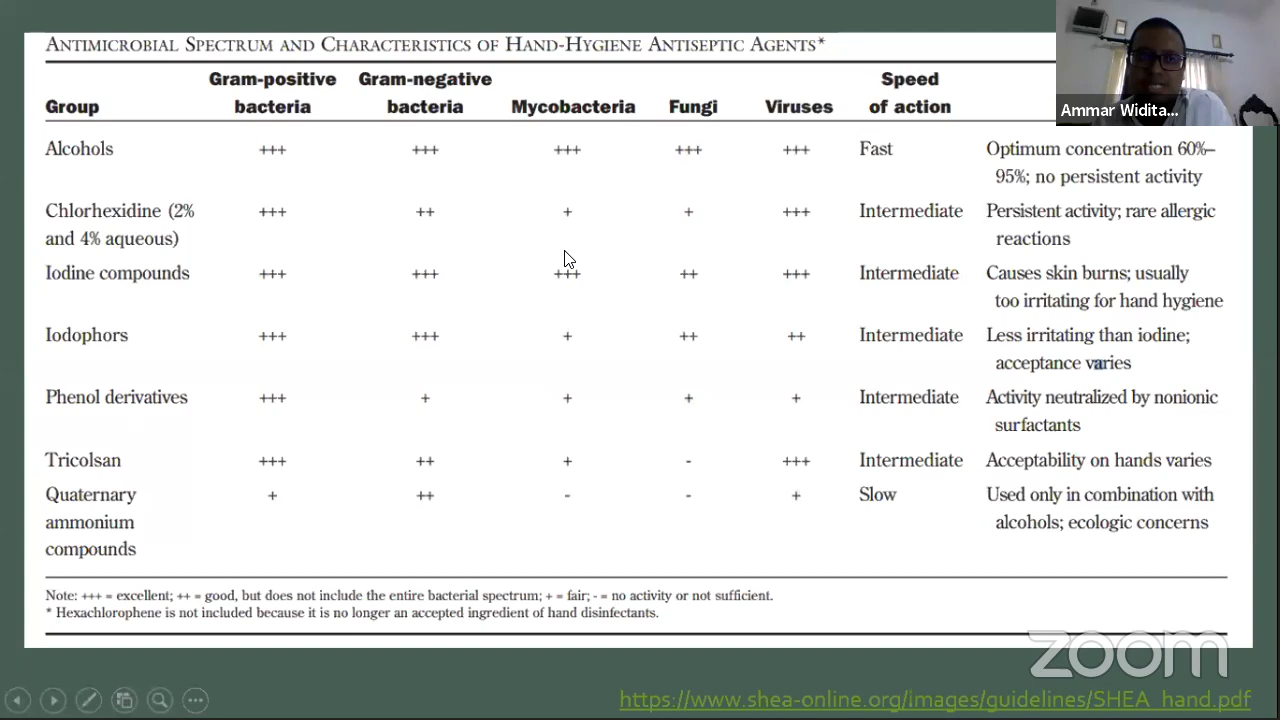 ANTIMICROBIAL SPECTRUM AND CHARACTERISTICS OF HAND-HYGIENE ANTISEPTIC AGENTS*
Ammar Widita...
Group Gram-positive bacteria Gram-negative bacteria Mycobacteria Fungi Viruses Speed of action
Alcohols +++ +++ +++ +++ +++ Fast Optimum concentration 60%–
95%; no persistent activity
Chlorhexidine (2% +++ ++ + + +++ Intermediate Persistent activity; rare allergic
and 4% aqueous) reactions
Iodine compounds +++ +++ +++ ++ +++ Intermediate Causes skin burns; usually
too irritating for hand hygiene
Iodophors +++ +++ + ++ ++ Intermediate Less irritating than iodine;
acceptance varies
Phenol derivatives +++ + + + + Intermediate Activity neutralized by nonionic
surfactants
Tricolsan +++ ++ + - +++ Intermediate Acceptability on hands varies
Quaternary + ++ - - + Slow Used only in combination with
ammonium alcohols; ecologic concerns
compounds
Note: +++ = excellent; ++ = good, but does not include the entire bacterial spectrum; + = fair; - = no activity or not sufficient.
* Hexachlorophene is not included because it is no longer an accepted ingredient of hand disinfectants.
zoom
https://www.shea-online.org/images/guidelines/SHEA_hand.pdf